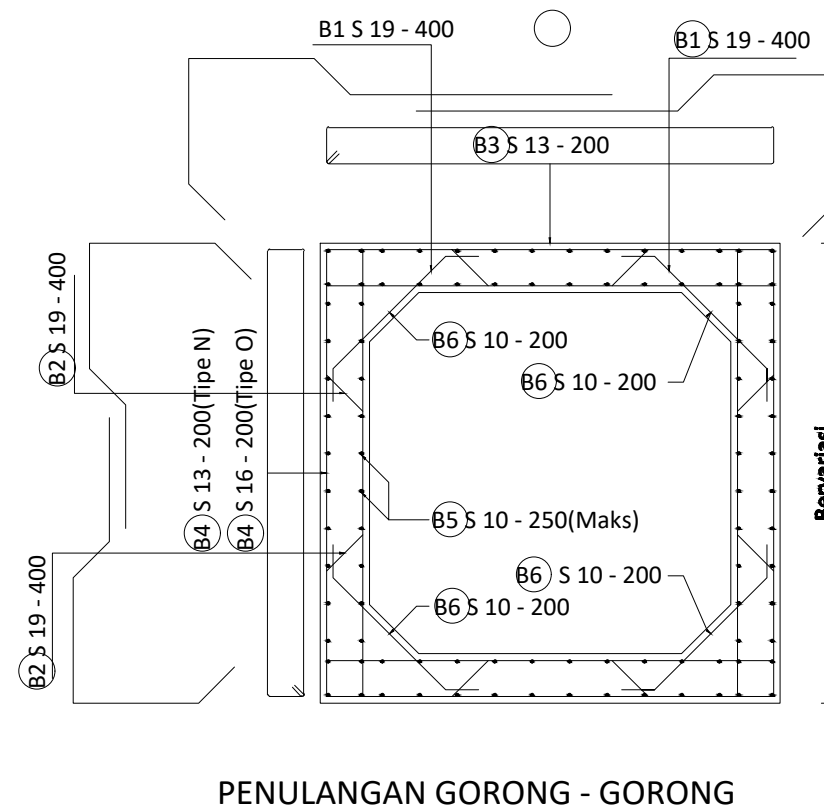 B1 S 19 - 400
B1 S 19 - 400
B3 S 13 - 200
B2 S 19 - 400
B4 S 13 - 200(Tipe N)
B4 S 16 - 200(Tipe O)
B6 S 10 - 200
B6 S 10 - 200
B5 S 10 - 250(Maks)
B6 S 10 - 200
B6 S 10 - 200
B2 S 19 - 400
Bervariasi
PENULANGAN GORONG - GORONG